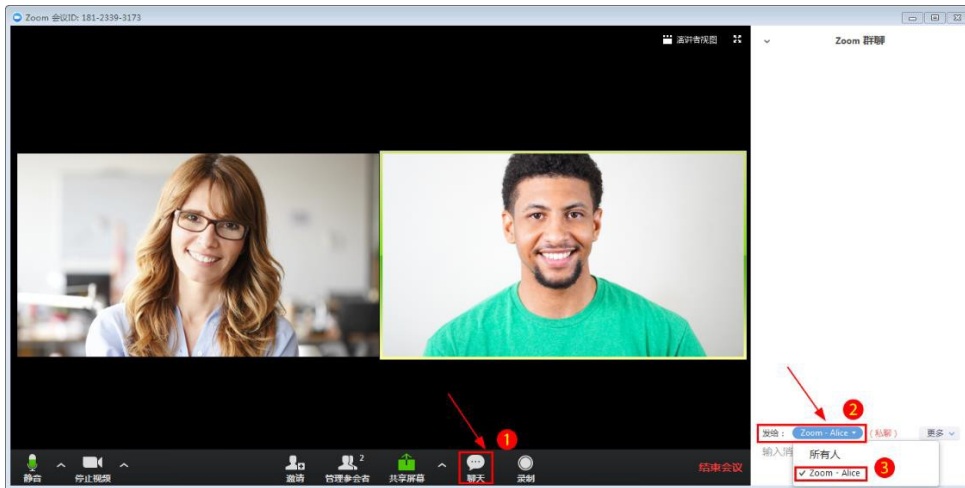 Zoom 会议ID: 181-2339-3173
演讲者视图
Zoom 群聊
1
2
发给： Zoom - Alice （私聊） 更多
输入消
所有人
✓ Zoom - Alice
3
2
静音 停止视频 邀请 管理参会者 共享屏幕 聊天 录制 结束会议